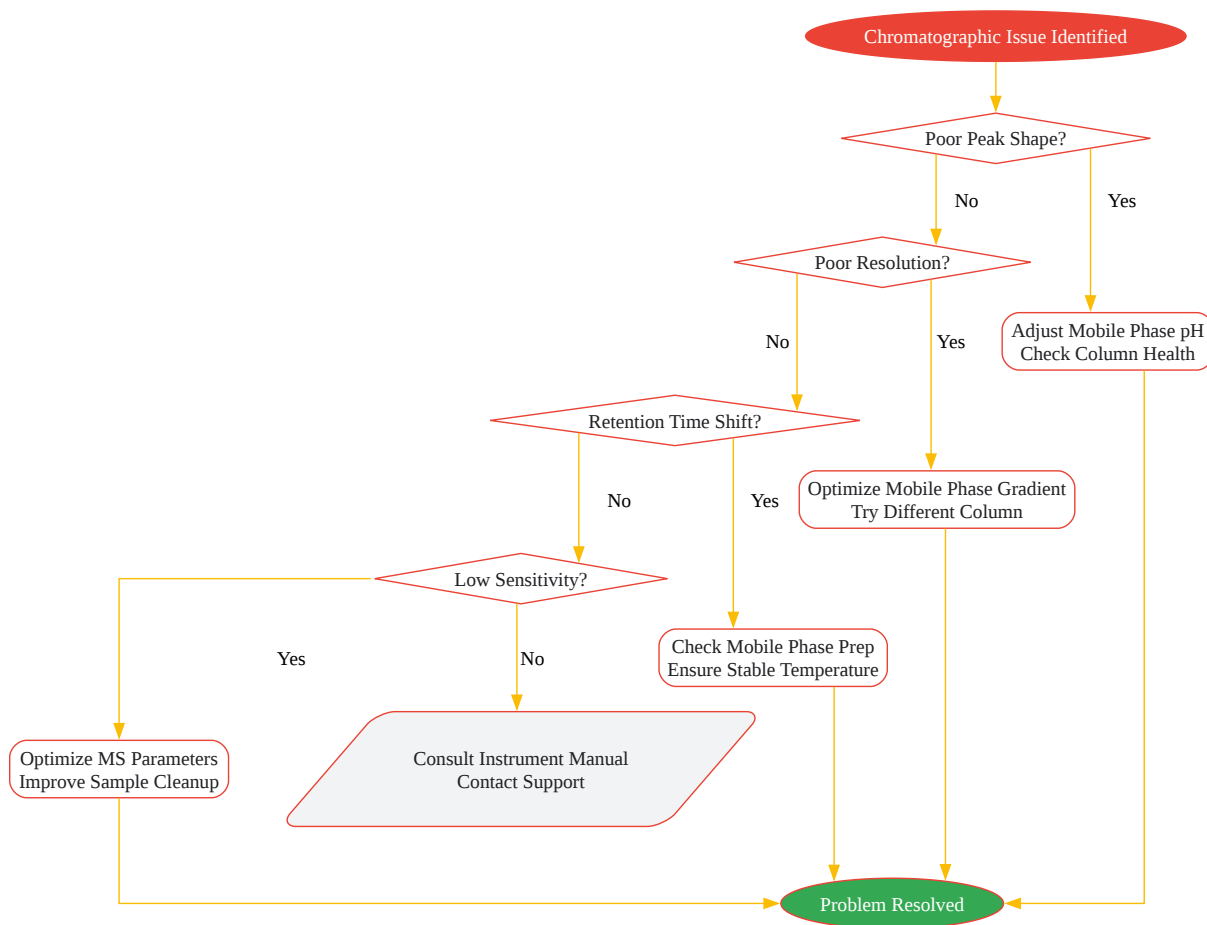 Chromatographic Issue Identified
Poor Peak Shape?
No
Yes
Poor Resolution?
Adjust Mobile Phase pH
Check Column Health
No
Yes
Retention Time Shift?
Optimize Mobile Phase Gradient
Try Different Column
No
Yes
Low Sensitivity?
Check Mobile Phase Prep
Ensure Stable Temperature
Yes
No
Optimize MS Parameters
Improve Sample Cleanup
Consult Instrument Manual
Contact Support
Problem Resolved